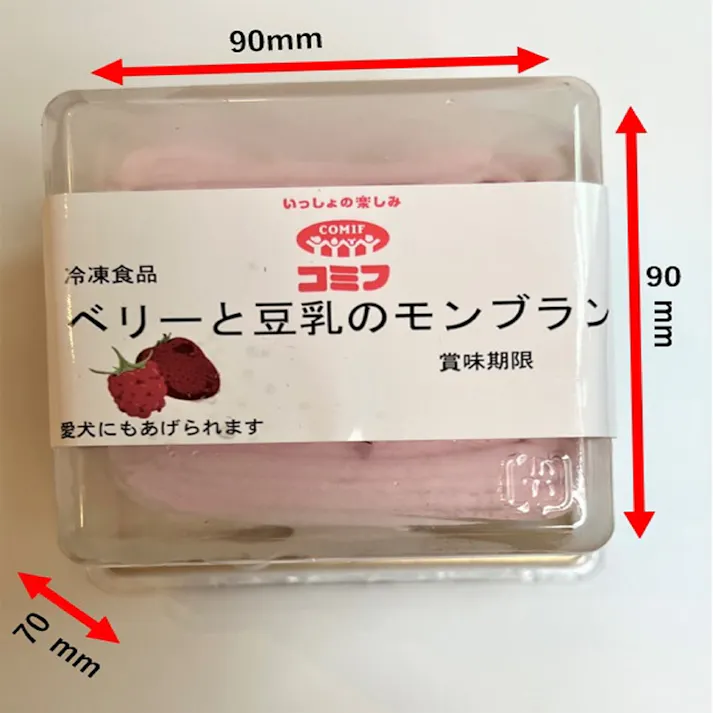 90mm
いっしょの楽しみ
COMIF
コミフ
冷凍食品
ベリーと豆乳のモンブラン
賞味期限
愛犬にもあげられます
90 mm
70 mm